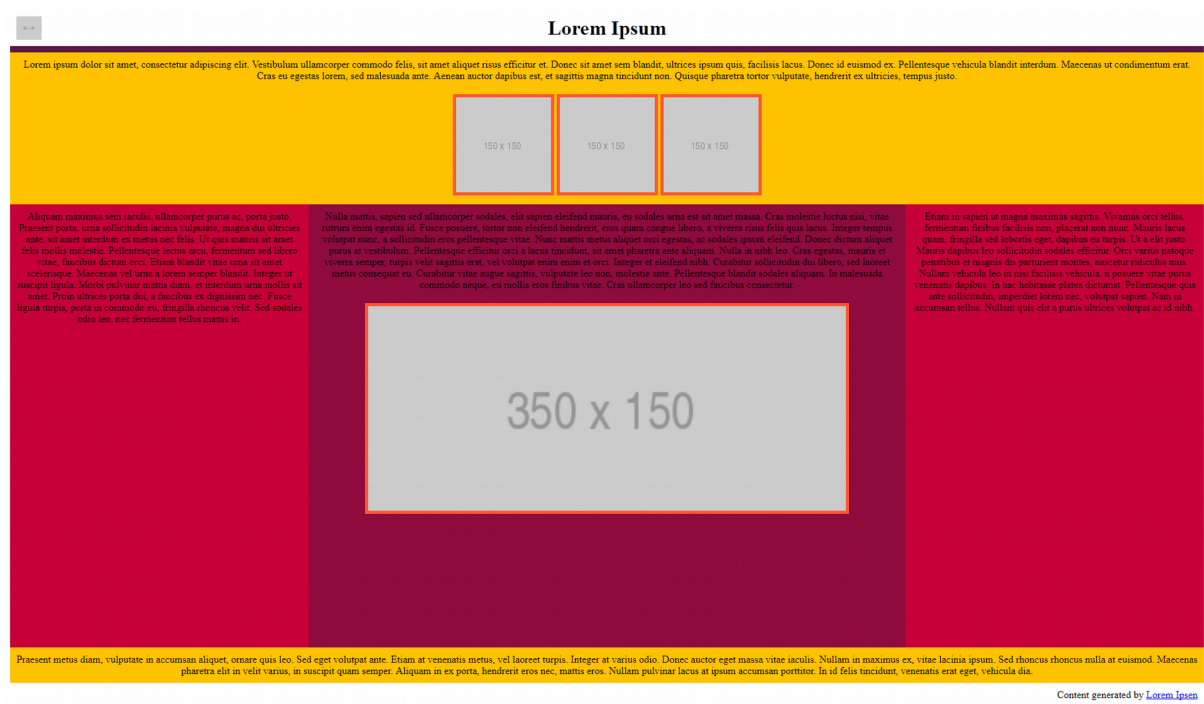 Lorem Ipsum
Lorem ipsum dolor sit amet, consectetur adipiscing elit. Vestibulum ullamcorper commodo felis, sit amet aliquet risus efficitur et. Donec sit amet sem blandit, ultrices ipsum quis, facilisis lacus. Donec id euismod ex. Pellentesque vehicula blandit interdum. Maecenas ut condimentum erat.
Cras eu egestas lorem, sed malesuada ante. Aenean auctor dapibus est, et sagittis magna tincidunt non. Quisque pharetra tortor vulputate, hendrerit ex ultricies, tempus justo.
150 x 150
150 x 150
150 x 150
Aliquam maximus sem iaculis, ullamcorper purus ac, porta justo.
Praesent porta, urna sollicitudin lacinia vulputate, magna dui ultricies
ante, sit amet interdum ex metus nec felis. Ut quis mauris sit amet
felis mollis molestie. Pellentesque lectus arcu, fermentum sed libero
vitae, faucibus dictum orci. Etiam blandit vitae urna sit amet
scelerisque. Maecenas vel urna a lorem semper blandit. Integer ut
suscipit ligula. Morbi pulvinar mattis diam, et interdum urna mollis sit
amet. Proin ultrices porta dui, a faucibus ex dignissim nec. Fusce
ligula turpis, porta in commodo eu, fringilla rhoncus velit. Sed sodales
odio leo, nec fermentum tellus mattis in.
Nulla mattis, sapien sed ullamcorper sodales, elit sapien eleifend mauris, eu sodales urna est sit amet massa. Cras molestie luctus nisi, vitae
rutrum enim egestas id. Fusce posuere, tortor non eleifend hendrerit, eros quam congue libero, a viverra risus felis quis lacus. Integer tempus
volutpat nunc, a sollicitudin eros pellentesque vitae. Nunc mattis metus aliquet orci egestas, ac sodales ipsum eleifend. Donec dictum aliquet
purus at vestibulum. Pellentesque efficitur orci a lacus tincidunt, sit amet pharetra ante aliquam. Nulla in nibh leo. Cras egestas, mauris et
viverra semper, turpis velit sagittis erat, vel volutpat enim enim et orci. Integer et eleifend nibh. Curabitur sollicitudin dui libero, sed laoreet
metus consequat eu. Curabitur vitae augue sagittis, vulputate leo non, molestie ante. Pellentesque blandit sodales aliquam. In malesuada
commodo neque, eu mollis eros finibus vitae. Cras ullamcorper leo sed faucibus consectetur.
350 x 150
Etiam in sapien ut magna maximus sagittis. Vivamus orci tellus,
fermentum finibus facilisis non, placerat non nunc. Mauris lacus
quam, fringilla sed lobortis eget, dapibus eu turpis. Ut a elit justo.
Mauris dapibus leo sollicitudin sodales efficitur. Orci varius natoque
penatibus et magnis dis parturient montes, nascetur ridiculus mus.
Nullam vehicula leo in nisi facilisis vehicula. n posuere vitae purus
venenatis dapibus. In hac habitasse platea dictumst. Pellentesque quis
ante sollicitudin, imperdiet lorem nec, volutpat sapien. Nam in
accumsan tellus. Nullam quis elit a purus ultrices volutpat ac id nibh.
Praesent metus diam, vulputate in accumsan aliquet, ornare quis leo. Sed eget volutpat ante. Etiam at venenatis metus, vel laoreet turpis. Integer at varius odio. Donec auctor eget massa vitae iaculis. Nullam in maximus ex, vitae lacinia ipsum. Sed rhoncus rhoncus nulla at euismod. Maecenas
pharetra elit in velit varius, in suscipit quam semper. Aliquam in ex porta, hendrerit eros nec, mattis eros. Nullam pulvinar lacus at ipsum accumsan porttitor. In id felis tincidunt, venenatis erat eget, vehicula dia.
Content generated by Lorem Ipsen